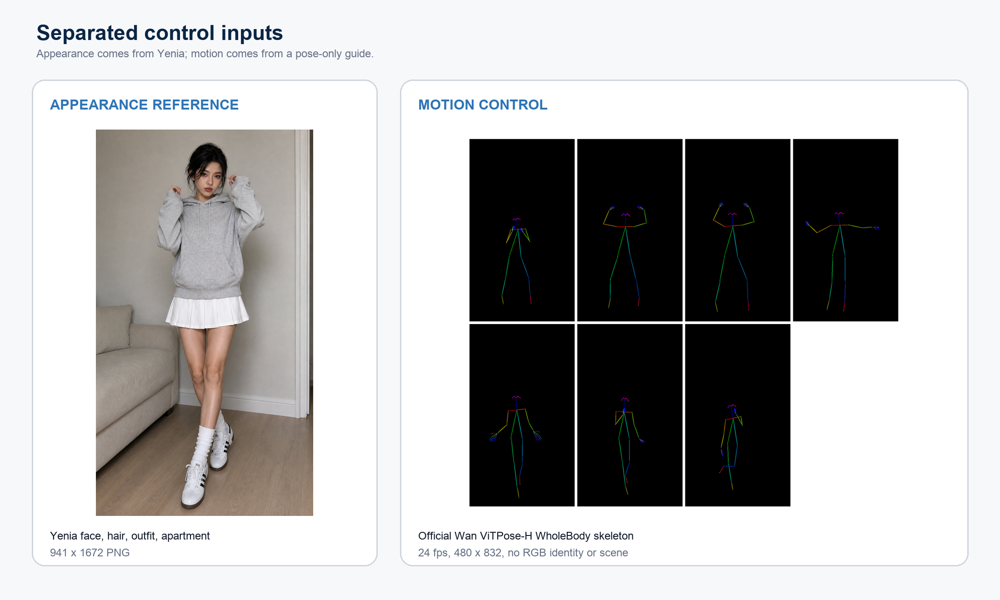 Separated control inputs
Appearance comes from Yenia; motion comes from a pose-only guide.
APPEARANCE REFERENCE
Yenia face, hair, outfit, apartment
941 x 1672 PNG
MOTION CONTROL
Official Wan ViTPose-H WholeBody skeleton
24 fps, 480 x 832, no RGB identity or scene